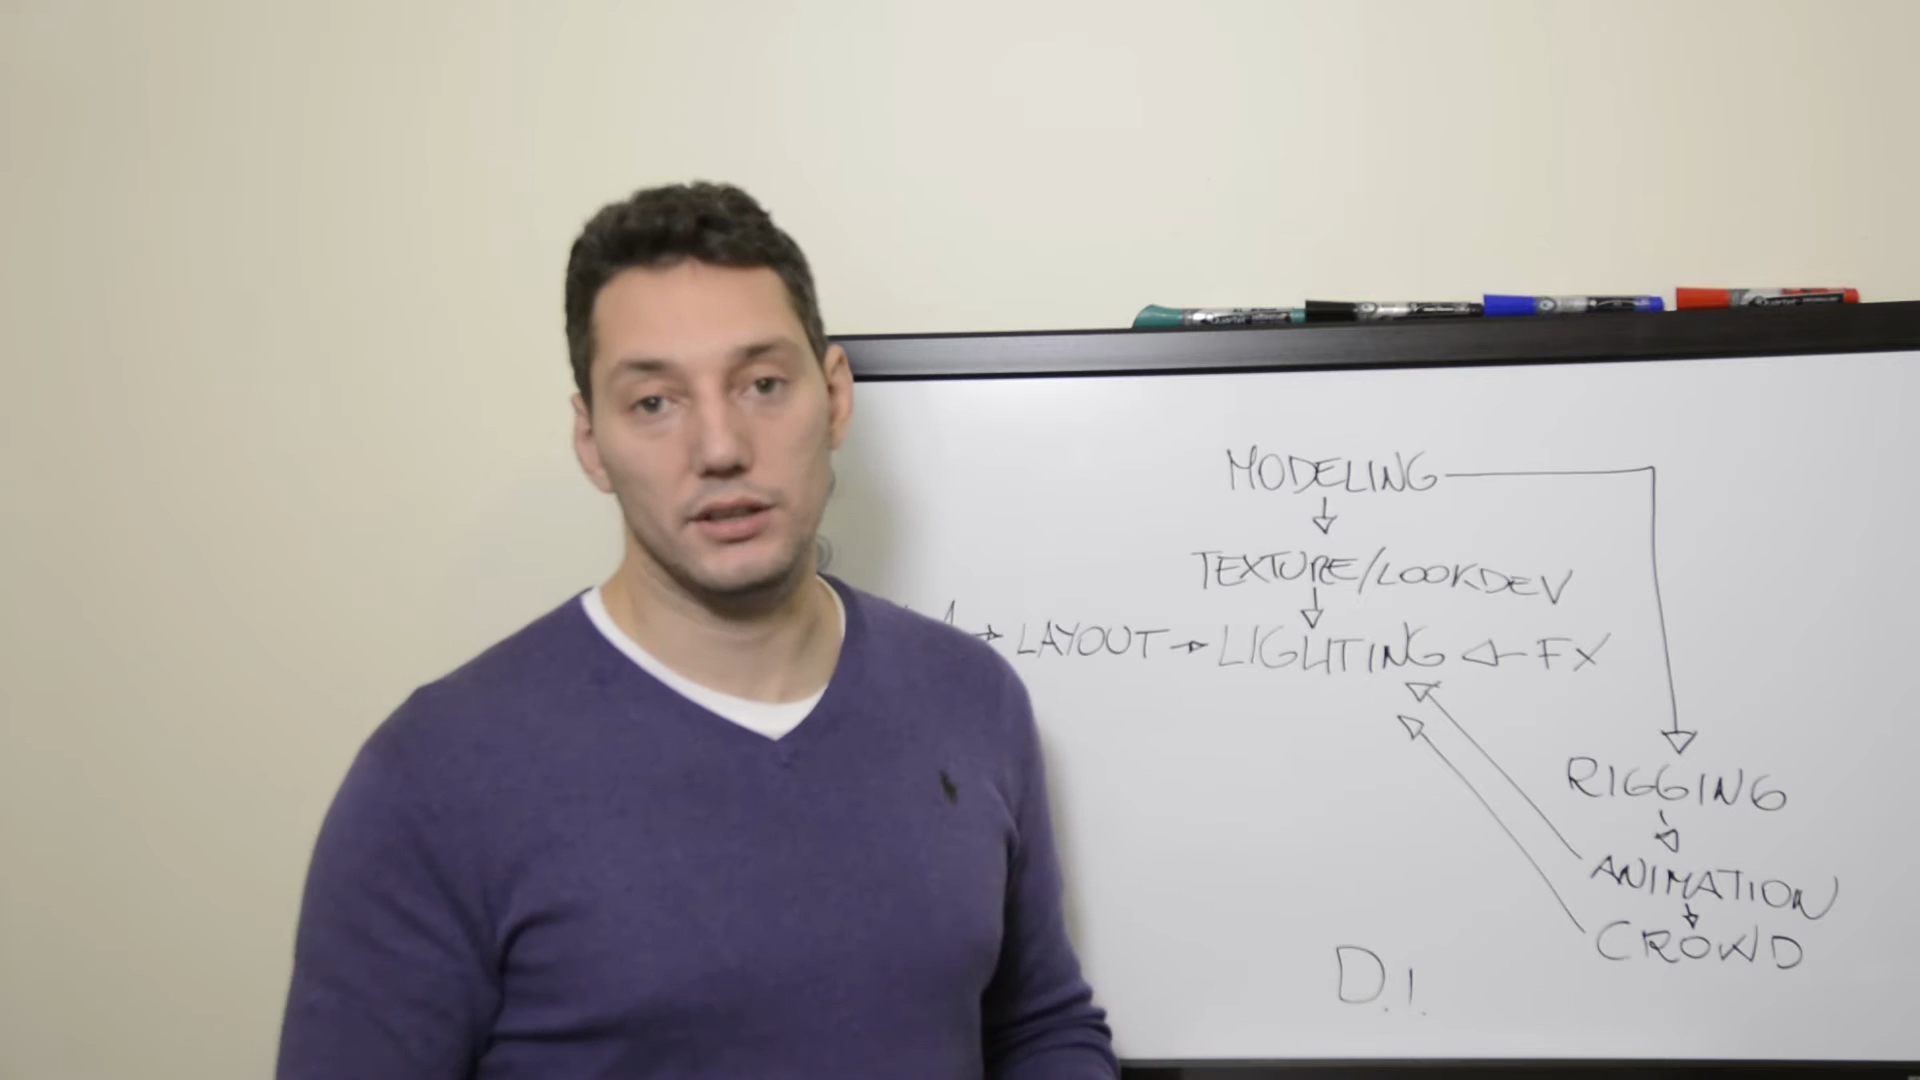 MODELING
TEXTURE/LOOKDEV
LAYOUT LIGHTING FX
RIGGING
ANIMATION
CROWD
D.I.